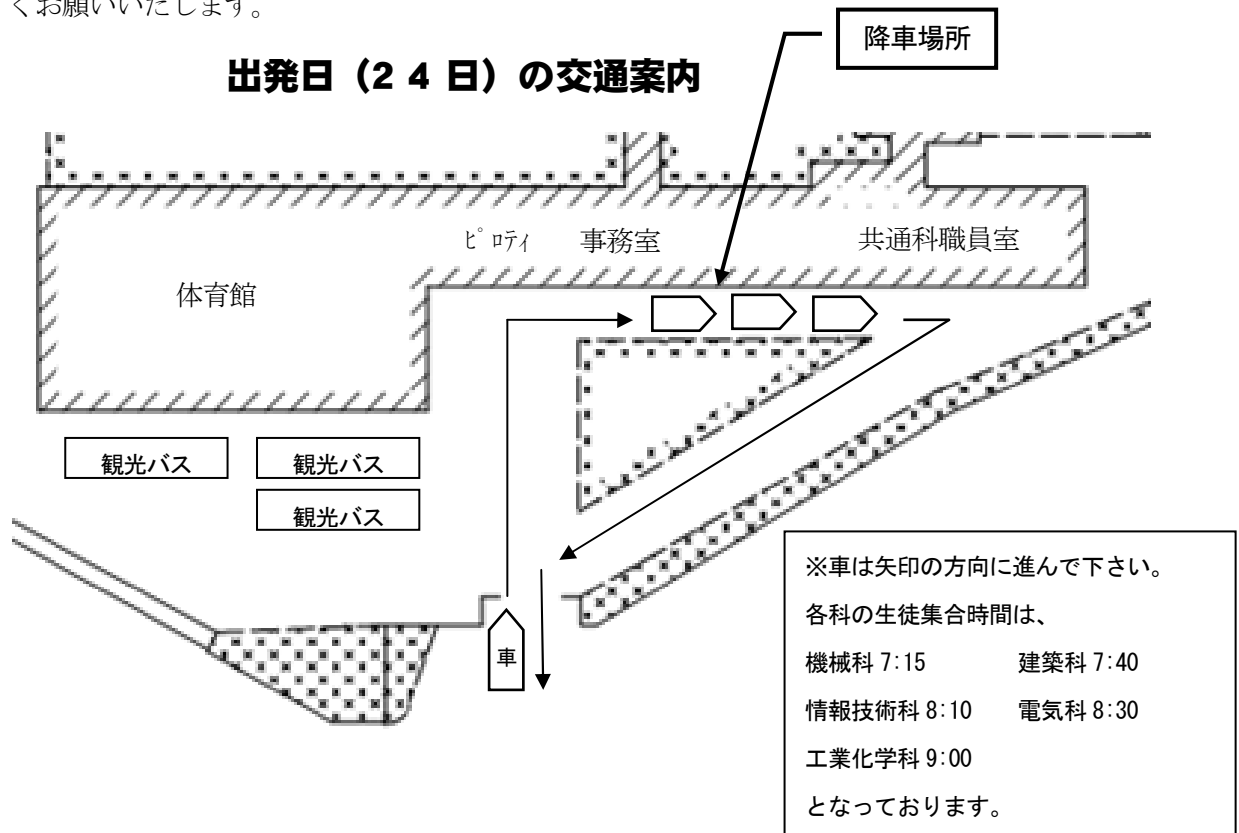 くお願いいたします。
降車場所
出発日（24日）の交通案内
ﾋﾟﾛﾃｨ 事務室 共通科職員室
体育館
観光バス 観光バス
観光バス
車
※車は矢印の方向に進んで下さい。
各科の生徒集合時間は、
機械科 7:15 建築科 7:40
情報技術科 8:10 電気科 8:30
工業化学科 9:00
となっております。